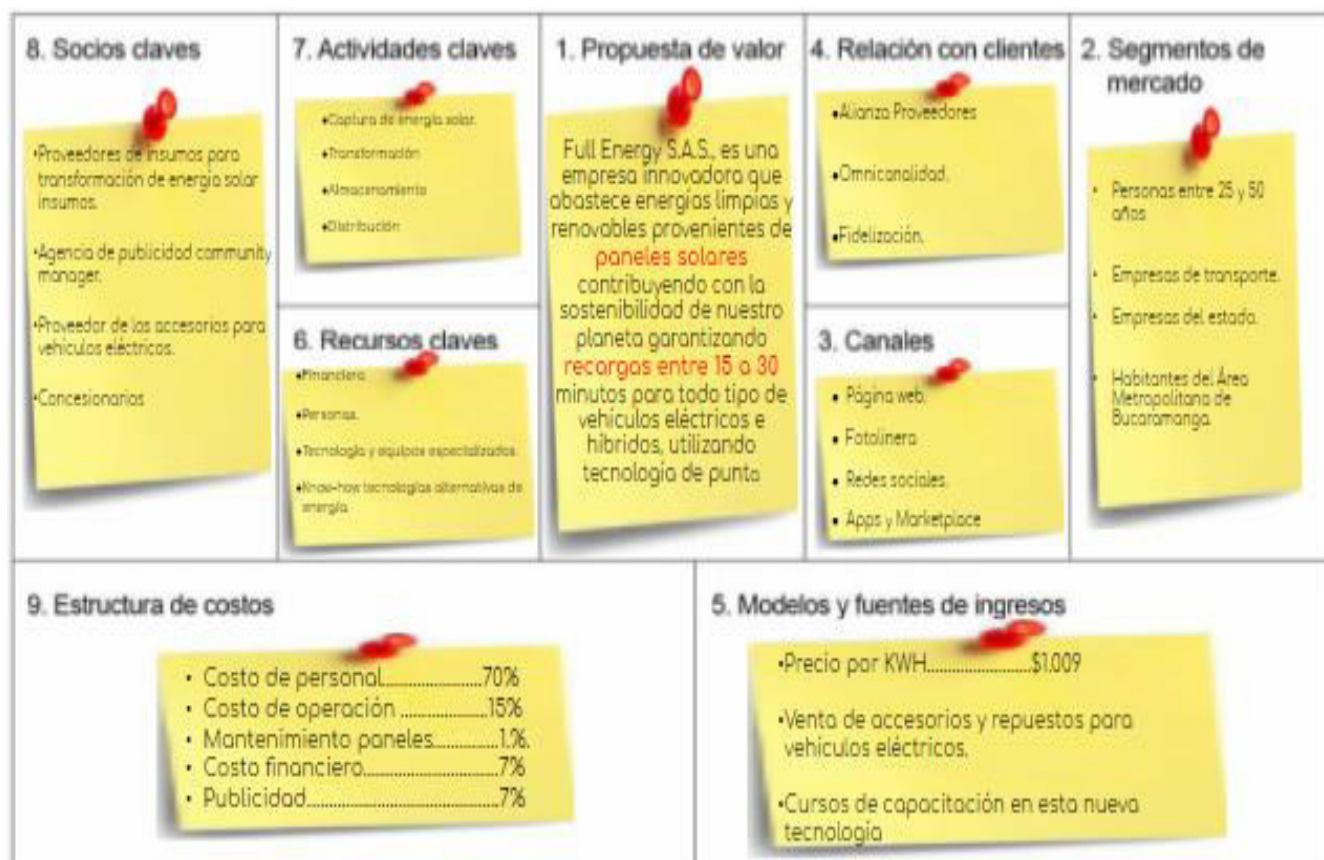 8. Socios claves
•Proveedores de insumos para
transformación de energía solar
insumos.
•Agencia de publicidad community
manager.
•Proveedor de los accesorios para
vehículos eléctricos.
•Concesionarios
7. Actividades claves
•Captura de energía solar.
•Transformación
•Almacenamiento
•Distribución
6. Recursos claves
•Financiero
•Personas.
•Tecnología y equipos especializados.
•Know-how tecnologías alternativas de
energía
1. Propuesta de valor
Full Energy S.A.S., es una
empresa innovadora que
abastece energías limpias y
renovables provenientes de
paneles solares
contribuyendo con la
sostenibilidad de nuestro
planeta garantizando
recargas entre 15 a 30
minutos para todo tipo de
vehículos eléctricos e
híbridos, utilizando
tecnología de punta
4. Relación con clientes
•Alianza Proveedores
•Omnicanalidad.
•Fidelización.
3. Canales
• Página web.
• Fotolinera
• Redes sociales.
• Apps y Marketplace
2. Segmentos de
mercado
• Personas entre 25 y 50
años
• Empresas de transporte.
• Empresas del estado.
• Habitantes del Área
Metropolitana de
Bucaramanga.
9. Estructura de costos
• Costo de personal...................70%
• Costo de operación ................15%
• Mantenimiento paneles............1.%.
• Costo financiero.........................7%
• Publicidad....................................7%
5. Modelos y fuentes de ingresos
•Precio por KWH....................$1.009
•Venta de accesorios y repuestos para
vehículos eléctricos.
•Cursos de capacitación en esta nueva
tecnología